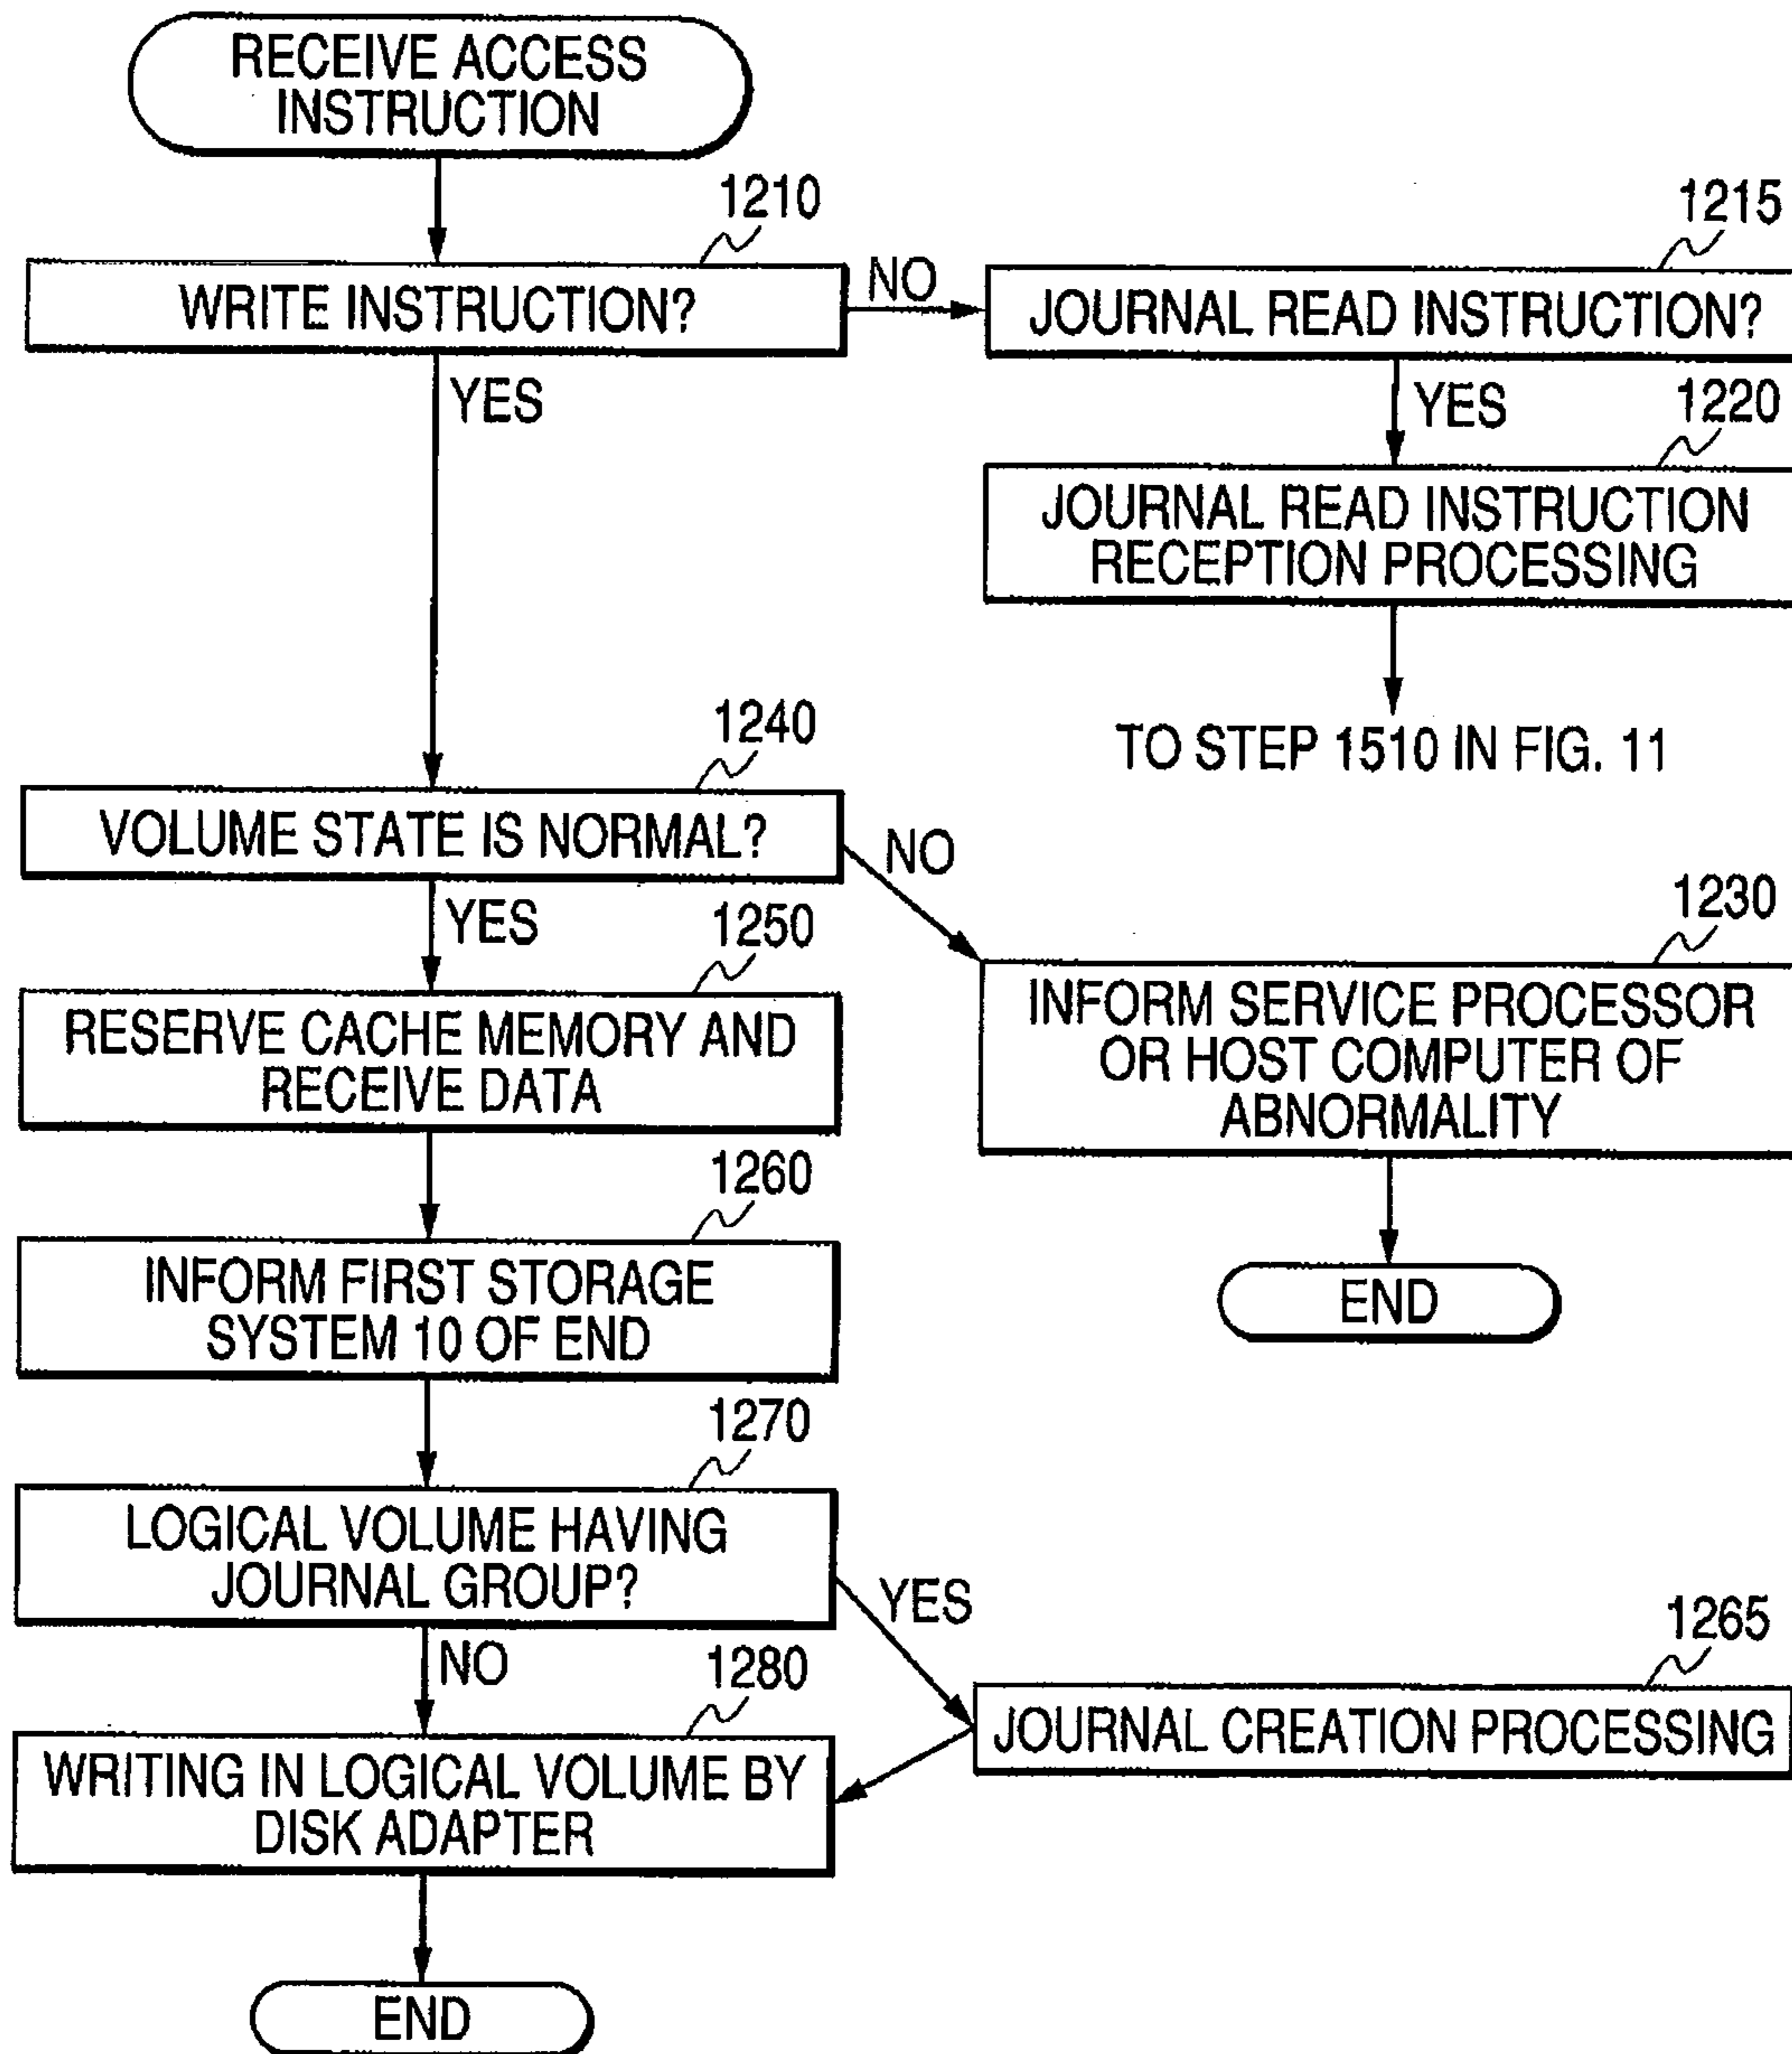 RECEIVE ACCESS
INSTRUCTION
1210
WRITE INSTRUCTION?
NO
1215
JOURNAL READ INSTRUCTION?
YES
YES
1220
JOURNAL READ INSTRUCTION
RECEPTION PROCESSING
TO STEP 1510 IN FIG. 11
1240
VOLUME STATE IS NORMAL?
NO
YES
1230
INFORM SERVICE PROCESSOR
OR HOST COMPUTER OF
ABNORMALITY
END
1250
RESERVE CACHE MEMORY AND
RECEIVE DATA
1260
INFORM FIRST STORAGE
SYSTEM 10 OF END
1270
LOGICAL VOLUME HAVING
JOURNAL GROUP?
YES
NO
1265
JOURNAL CREATION PROCESSING
1280
WRITING IN LOGICAL VOLUME BY
DISK ADAPTER
END